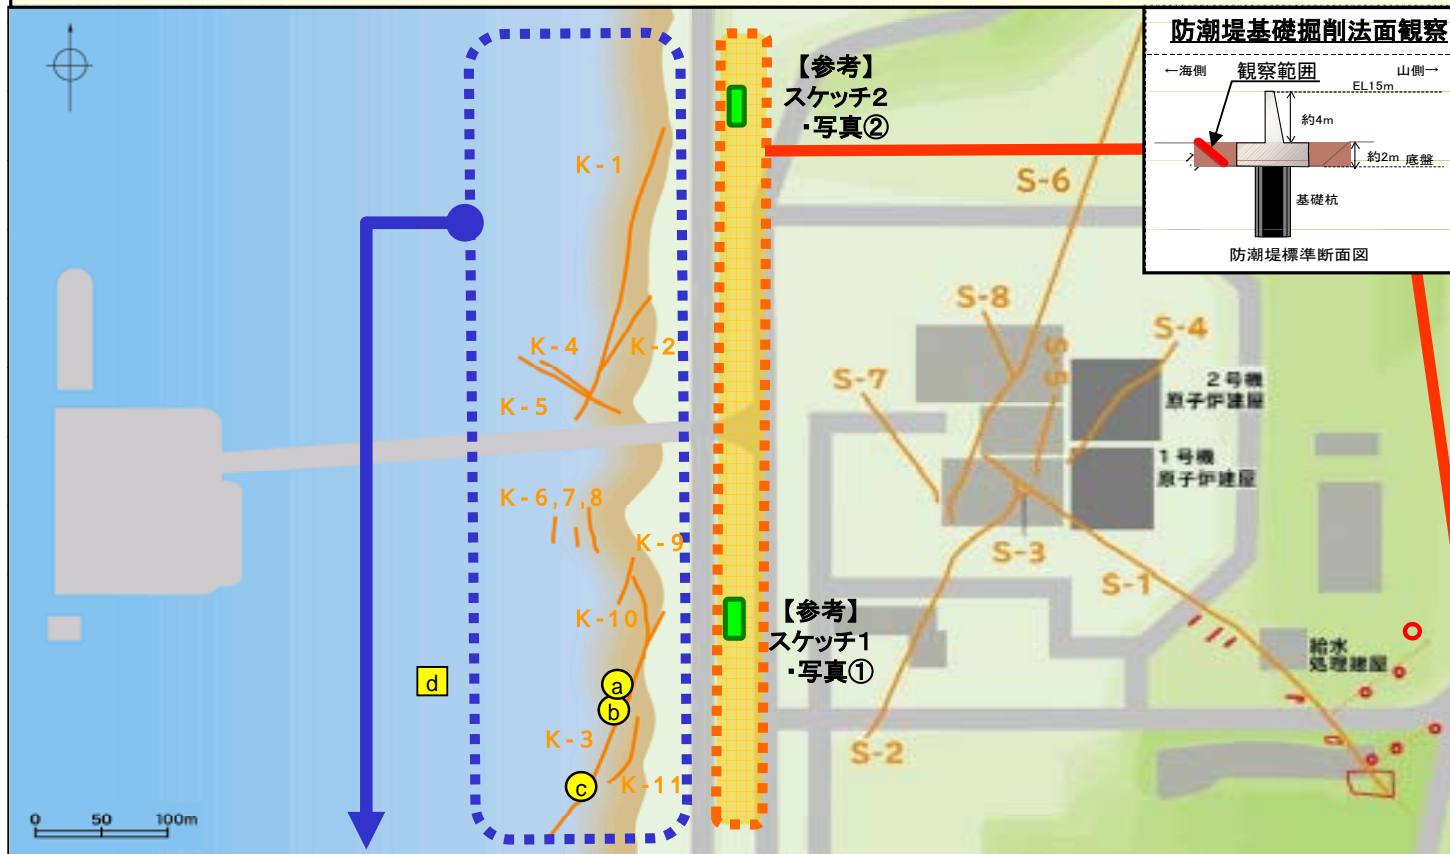 防潮堤基礎掘削法面観察
←海側
観察範囲
山側→
EL15m
約4m
約2m
底盤
基礎杭
防潮堤標準断面図
【参考】
スケッチ2
・写真②
K-1
S-6
S-8
S-4
K-4
K-2
S-5
S-7
2号機
原子炉建屋
K-5
1号機
原子炉建屋
K-6,7,8
K-9
S-3
S-1
K-10
【参考】
スケッチ1
・写真①
給水
処理建屋
d
a
b
K-3
S-2
c
K-11
0 50 100m